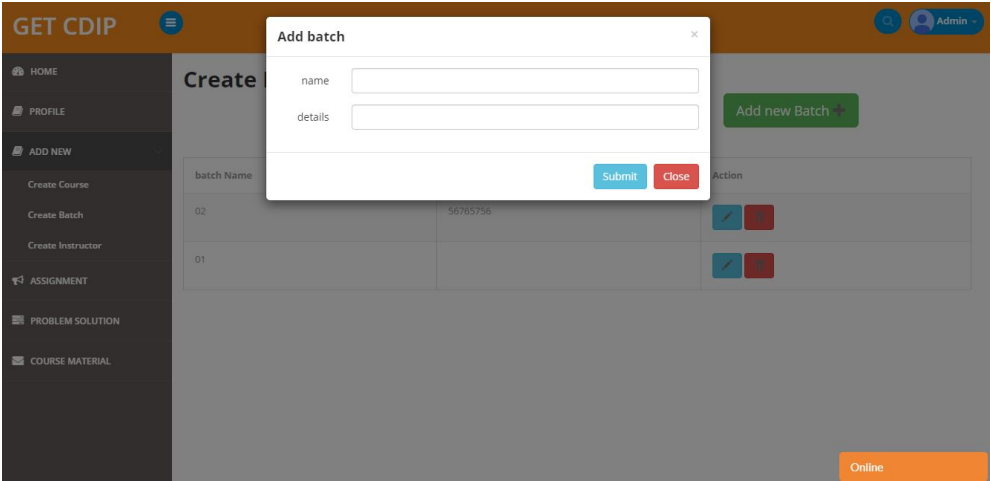 GET CDIP
Admin
Add batch
×
name
details
Submit
Close
HOME
PROFILE
ADD NEW
Create Course
Create Batch
Create Instructor
ASSIGNMENT
PROBLEM SOLUTION
COURSE MATERIAL
Create
Add new Batch
batch Name
Action
02
56765756
01
Online